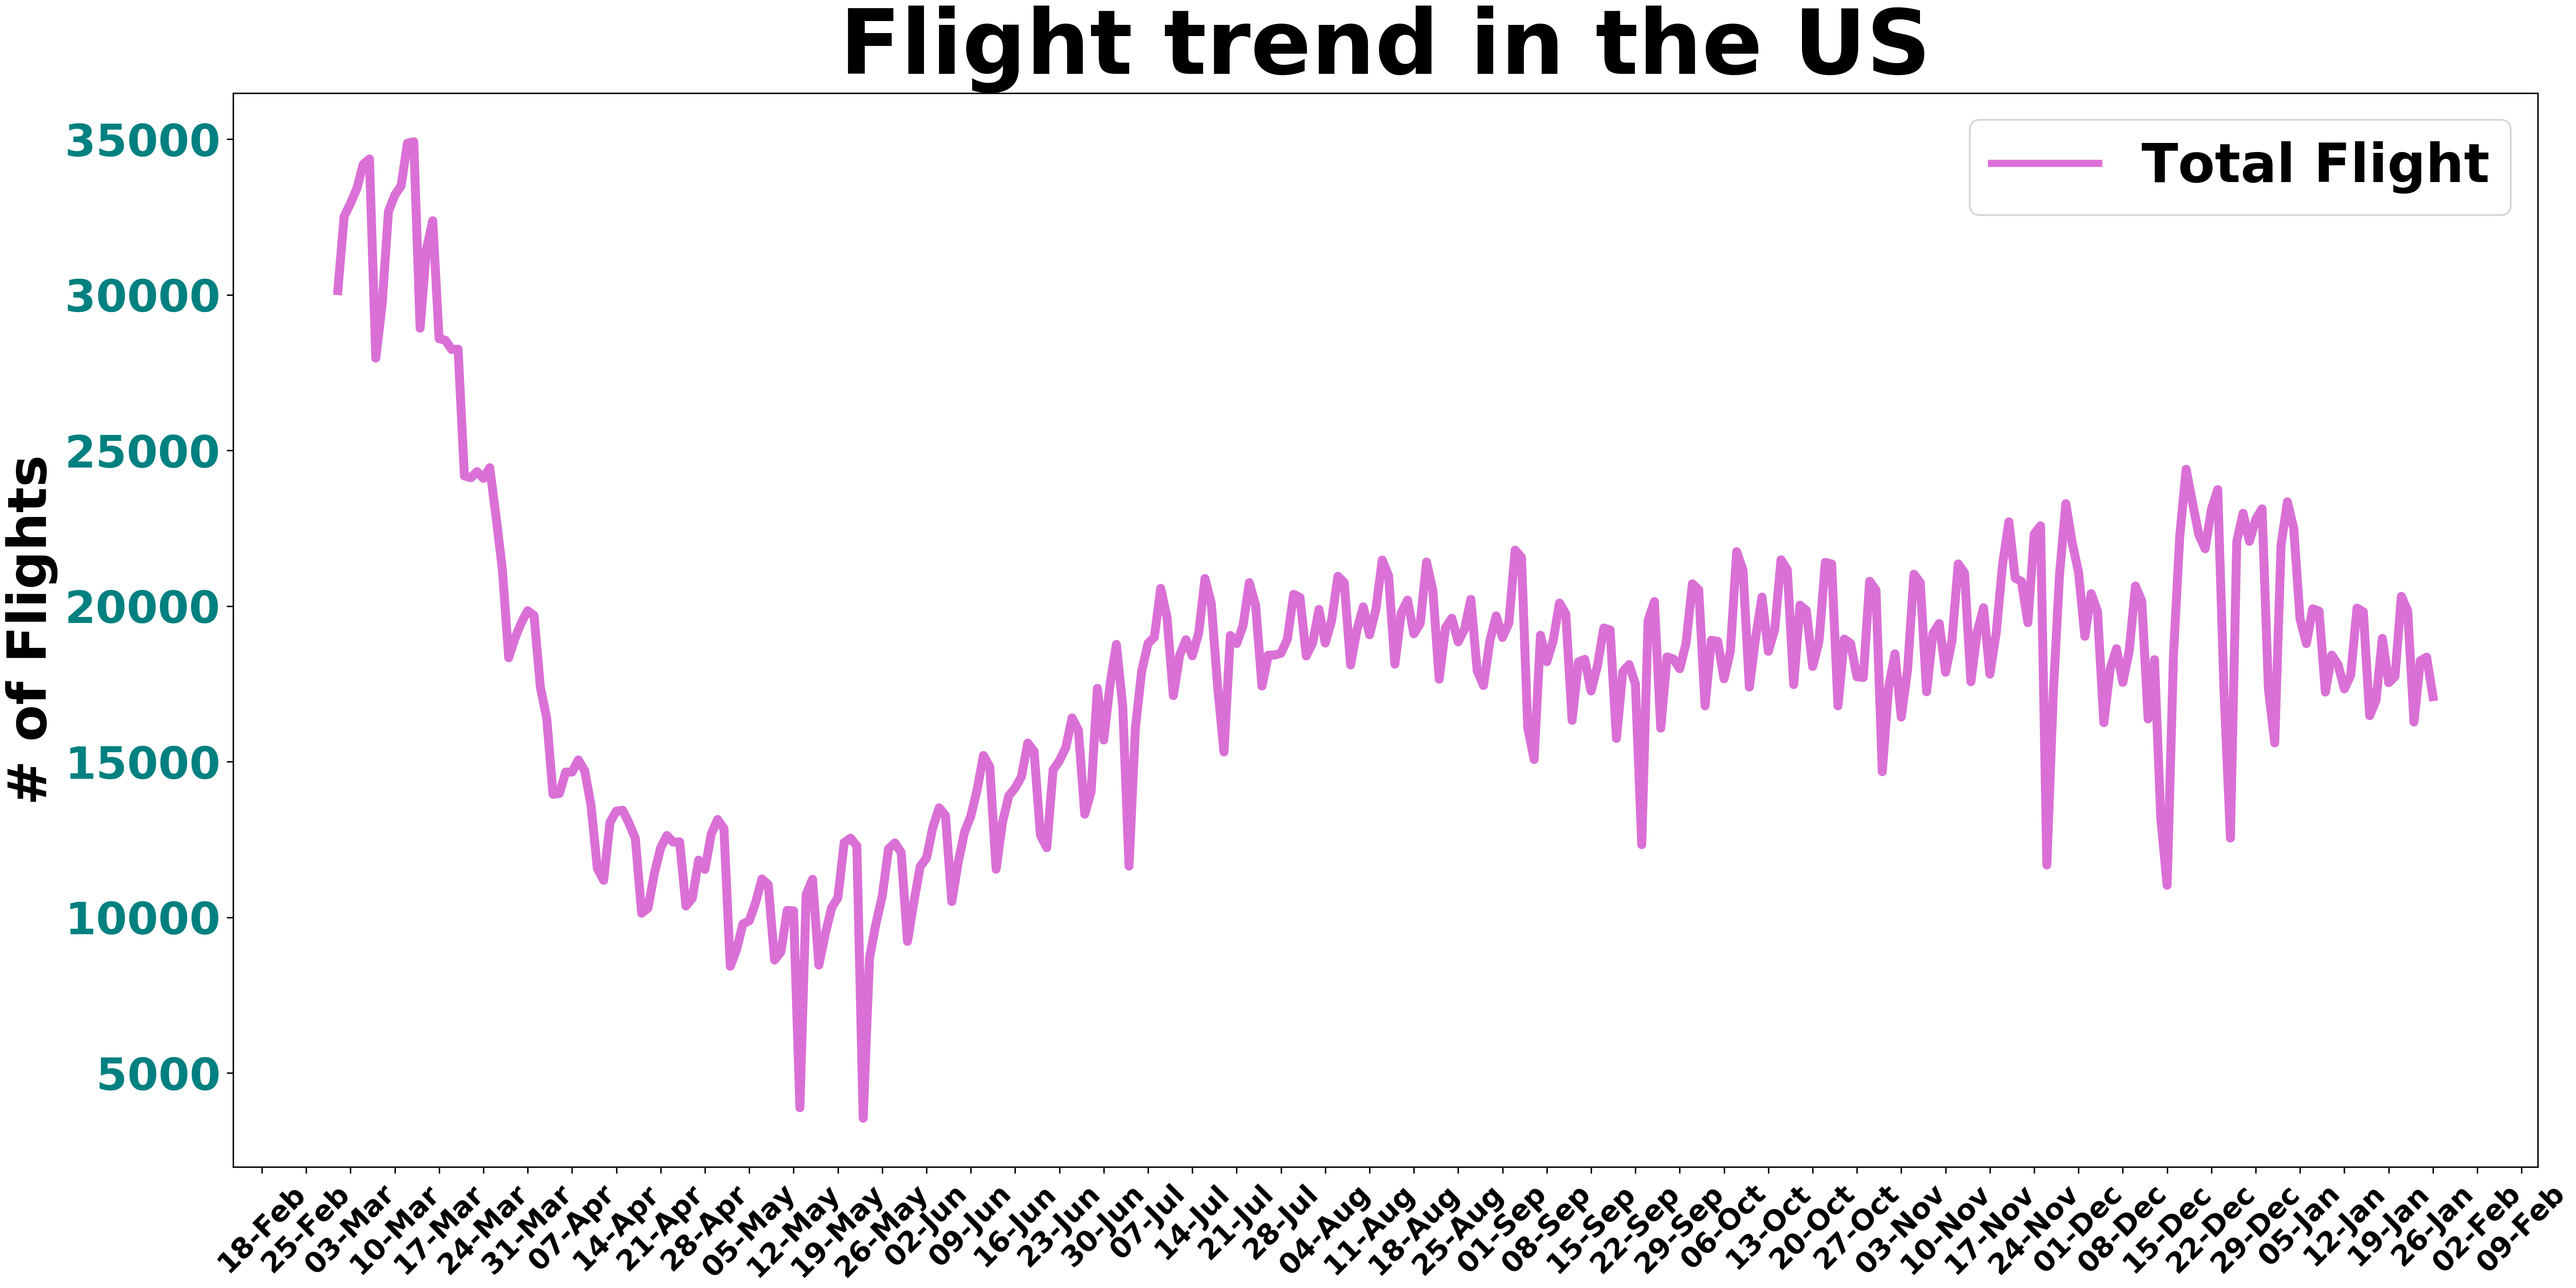 Flight trend in the US
Total Flight
# of Flights
35000
30000
25000
20000
15000
10000
5000
18-Feb
25-Feb
03-Mar
10-Mar
17-Mar
24-Mar
31-Mar
07-Apr
14-Apr
21-Apr
28-Apr
05-May
12-May
19-May
26-May
02-Jun
09-Jun
16-Jun
23-Jun
30-Jun
07-Jul
14-Jul
21-Jul
28-Jul
04-Aug
11-Aug
18-Aug
25-Aug
01-Sep
08-Sep
15-Sep
22-Sep
29-Sep
06-Oct
13-Oct
20-Oct
27-Oct
03-Nov
10-Nov
17-Nov
24-Nov
01-Dec
08-Dec
15-Dec
22-Dec
29-Dec
05-Jan
12-Jan
19-Jan
26-Jan
02-Feb
09-Feb